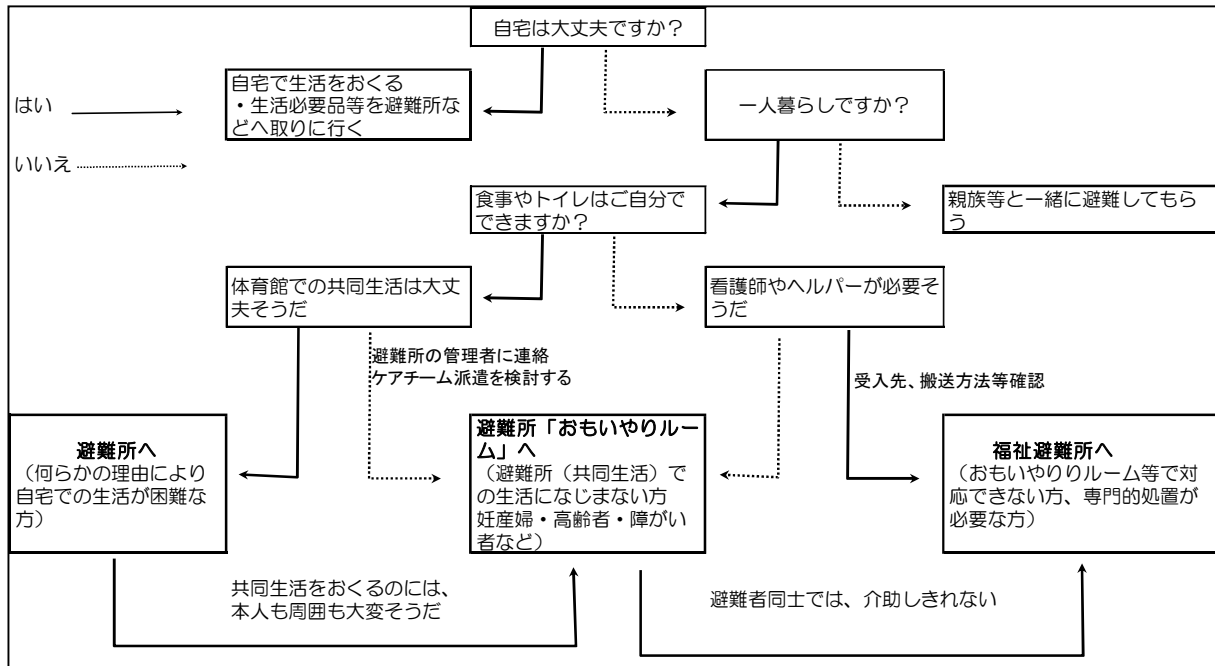 自宅は大丈夫ですか?
自宅で生活をおくる
・生活必要品等を避難所な
どへ取りに行く
はい
一人暮らしですか?
いいえ
食事やトイレはご自分で
できますか?
親族等と一緒に避難してもら
う
体育館での共同生活は大丈
夫そうだ
看護師やヘルパーが必要そ
うだ
避難所の管理者に連絡
ケアチーム派遣を検討する
受入先、搬送方法等確認
避難所へ
(何らかの理由により
自宅での生活が困難な
方)
避難所「おもいやりルー
ム」へ
(避難所(共同生活)で
の生活になじまない方
妊産婦・高齢者・障がい
者など)
福祉避難所へ
(おもいやりりルーム等で対
応できない方、専門的処置が
必要な方)
共同生活をおくるのには、
本人も周囲も大変そうだ
避難者同士では、介助しきれない